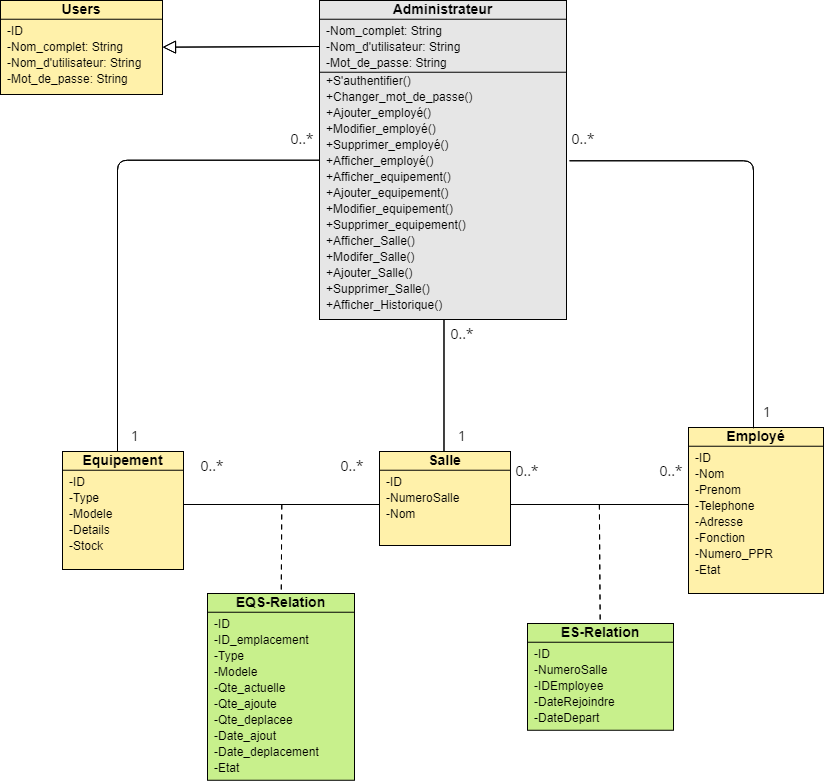 Users
-ID
-Nom_complet: String
-Nom_d'utilisateur: String
-Mot_de_passe: String
Administrateur
-Nom_complet: String
-Nom_d'utilisateur: String
-Mot_de_passe: String
+S'authentifier()
+Changer_mot_de_passe()
+Ajouter_employé()
+Modifier_employé()
+Supprimer_employé()
+Afficher_employé()
+Afficher_equipement()
+Ajouter_equipement()
+Modifier_equipement()
+Supprimer_equipement()
+Afficher_Salle()
+Modifer_Salle()
+Ajouter_Salle()
+Supprimer_Salle()
+Afficher_Historique()
0..*
0..*
0..*
1
1
1
Equipement
-ID
-Type
-Modele
-Details
-Stock
0..*
0..*
Salle
-ID
-NumeroSalle
-Nom
0..*
0..*
Employé
-ID
-Nom
-Prenom
-Telephone
-Adresse
-Fonction
-Numero_PPR
-Etat
EQS-Relation
-ID
-ID_emplacement
-Type
-Modele
-Qte_actuelle
-Qte_ajoute
-Qte_deplacee
-Date_ajout
-Date_deplacement
-Etat
ES-Relation
-ID
-NumeroSalle
-IDEmployee
-DateRejoindre
-DateDepart